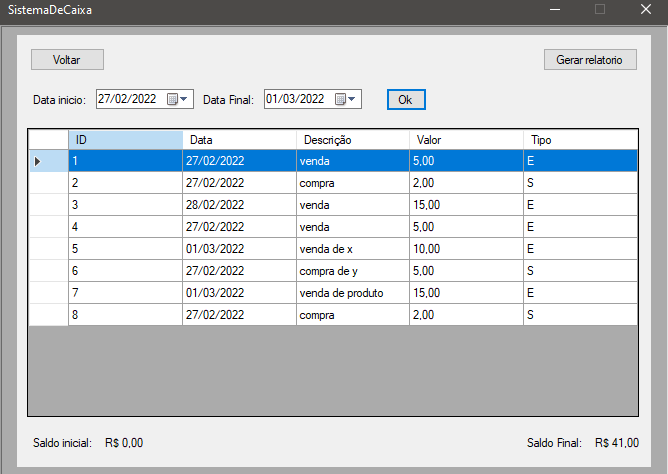 SistemaDeCaixa
Voltar Gerar relatorio
Data inicio: 27/02/2022 Data Final: 01/03/2022 Ok
ID Data Descrição Valor Tipo
1 27/02/2022 venda 5,00 E
2 27/02/2022 compra 2,00 S
3 28/02/2022 venda 15,00 E
4 27/02/2022 venda 5,00 E
5 01/03/2022 venda de x 10,00 E
6 27/02/2022 compra de y 5,00 S
7 01/03/2022 venda de produto 15,00 E
8 27/02/2022 compra 2,00 S
Saldo inicial: R$ 0,00 Saldo Final: R$ 41,00